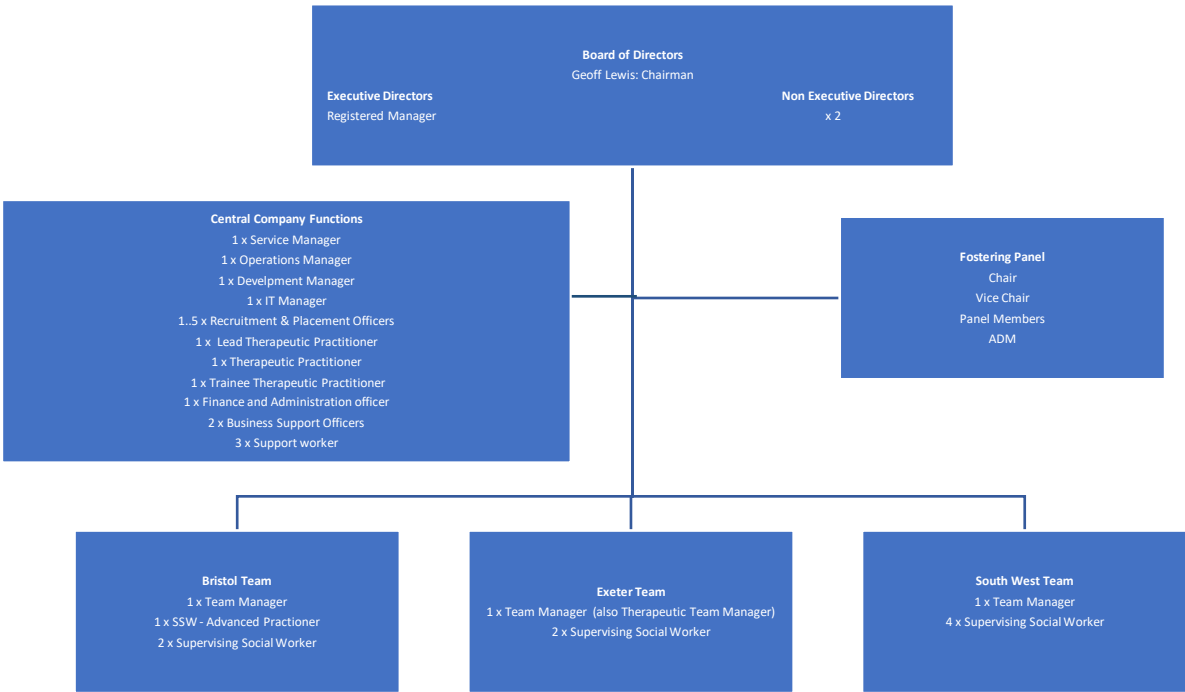 Board of Directors
Geoff Lewis: Chairman
Executive Directors
Registered Manager
Non Executive Directors
x 2
Central Company Functions
1 x Service Manager
1 x Operations Manager
1 x Develpment Manager
1 x IT Manager
1..5 x Recruitment & Placement Officers
1 x Lead Therapeutic Practitioner
1 x Therapeutic Practitioner
1 x Trainee Therapeutic Practitioner
1 x Finance and Administration officer
2 x Business Support Officers
3 x Support worker
Fostering Panel
Chair
Vice Chair
Panel Members
ADM
Bristol Team
1 x Team Manager
1 x SSW - Advanced Practioner
2 x Supervising Social Worker
Exeter Team
1 x Team Manager (also Therapeutic Team Manager)
2 x Supervising Social Worker
South West Team
1 x Team Manager
4 x Supervising Social Worker